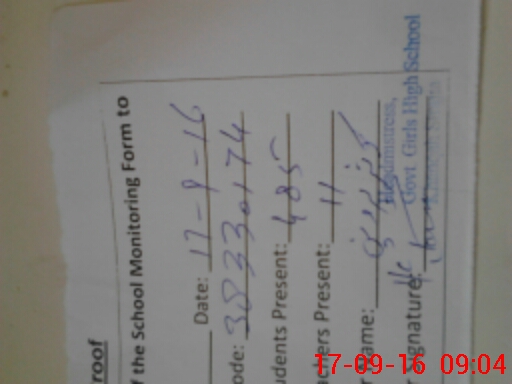 roof
f the School Monitoring Form to
Date: 17-9-16
ode: 38330174
udents Present: 485
achers Present: 11
r Name:
r Signature:
Headmistress,
Govt Girls High School
17-09-16 09:04